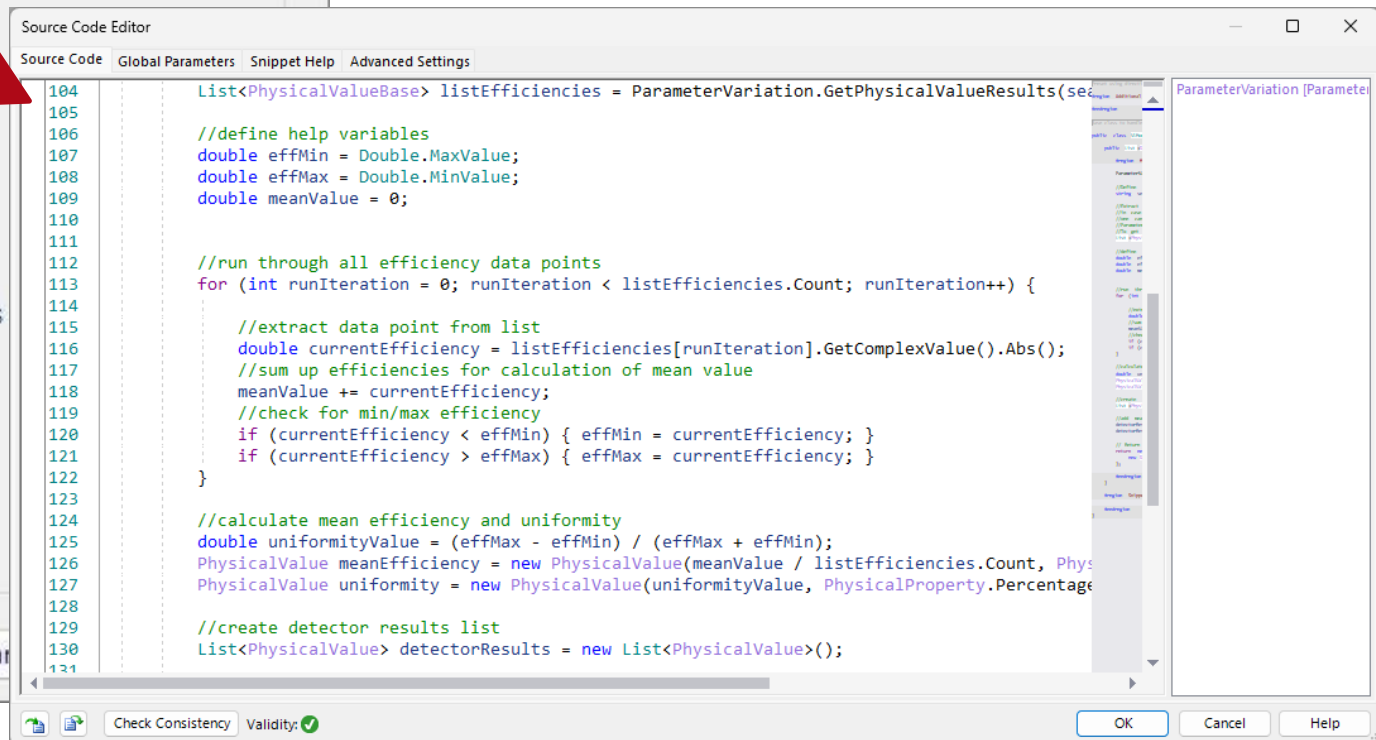 Source Code Editor
Source Code Global Parameters Snippet Help Advanced Settings
104 List<PhysicalValueBase> listEfficiencies = ParameterVariation.GetPhysicalValueResults(sea
ParameterVariation [Parameter
105
106 //define help variables
107 double effMin = Double.MaxValue;
108 double effMax = Double.MinValue;
109 double meanValue = 0;
110
111
112 //run through all efficiency data points
113 for (int runIteration = 0; runIteration < listEfficiencies.Count; runIteration++) {
114
115 //extract data point from list
116 double currentEfficiency = listEfficiencies[runIteration].GetComplexValue().Abs();
117 //sum up efficiencies for calculation of mean value
118 meanValue += currentEfficiency;
119 //check for min/max efficiency
120 if (currentEfficiency < effMin) { effMin = currentEfficiency; }
121 if (currentEfficiency > effMax) { effMax = currentEfficiency; }
122 }
123
124 //calculate mean efficiency and uniformity
125 double uniformityValue = (effMax - effMin) / (effMax + effMin);
126 PhysicalValue meanEfficiency = new PhysicalValue(meanValue / listEfficiencies.Count, Phys
127 PhysicalValue uniformity = new PhysicalValue(uniformityValue, PhysicalProperty.Percentage
128
129 //create detector results list
130 List<PhysicalValue> detectorResults = new List<PhysicalValue>();
131
Check Consistency Validity: OK Cancel Help